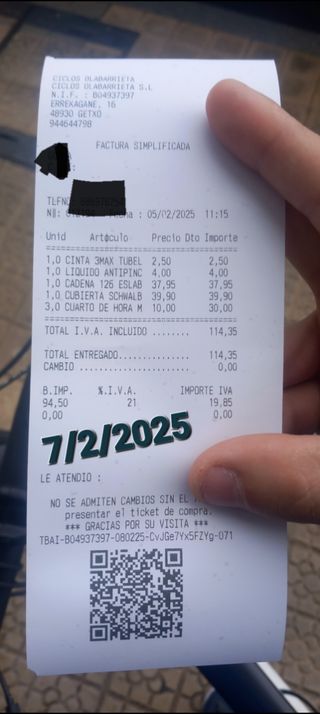 CICLOS OLABARRIETA
CICLOS OLABARRIETA S.L
N.I.F. : B04937397
ERREKAGANE, 16
48930 GETXO
944644798
FACTURA SIMPLIFICADA
TLFNO
Nº: Fecha : 05/02/2025 11:15
Unid Artículo Precio Dto Importe
1,0 CINTA 3MAX TUBEL 2,50 2,50
1,0 LIQUIDO ANTIPINC 4,00 4,00
1,0 CADENA 126 ESLAB 37,95 37,95
1,0 CUBIERTA SCHWALB 39,90 39,90
3,0 CUARTO DE HORA M 10,00 30,00
TOTAL I.V.A. INCLUIDO ........ 114,35
TOTAL ENTREGADO............... 114,35
CAMBIO ....................... 0,00
B.IMP. %.I.V.A. IMPORTE IVA
94,50 21 19,85
0,00 0,00
7/2/2025
LE ATENDIO :
NO SE ADMITEN CAMBIOS SIN EL
presentar el ticket de compra.
*** GRACIAS POR SU VISITA ***
TBAI-B04937397-080225-CvJGe7Yx5FZYg-071